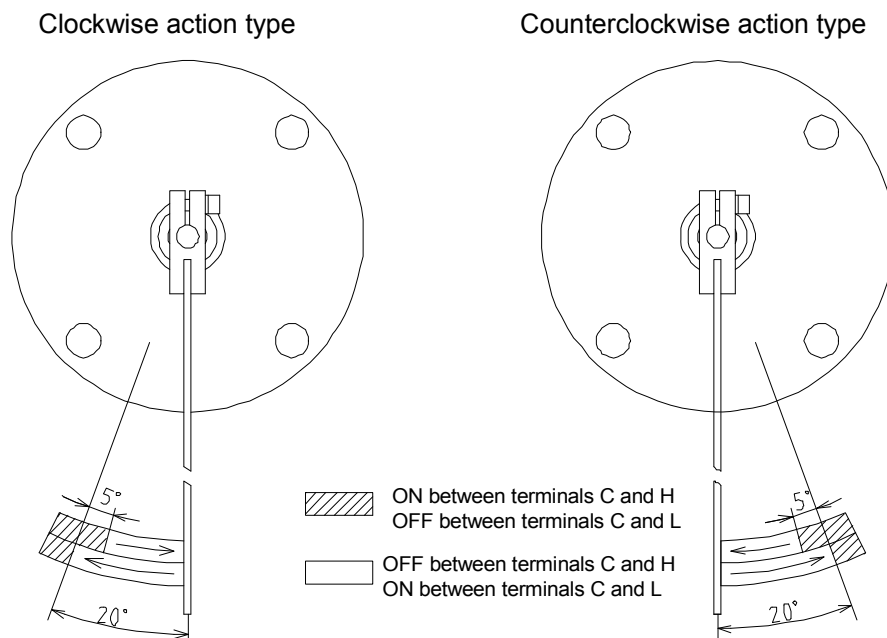 Clockwise action type
Counterclockwise action type
5°
20°
ON between terminals C and H
OFF between terminals C and L
OFF between terminals C and H
ON between terminals C and L
5°
20°